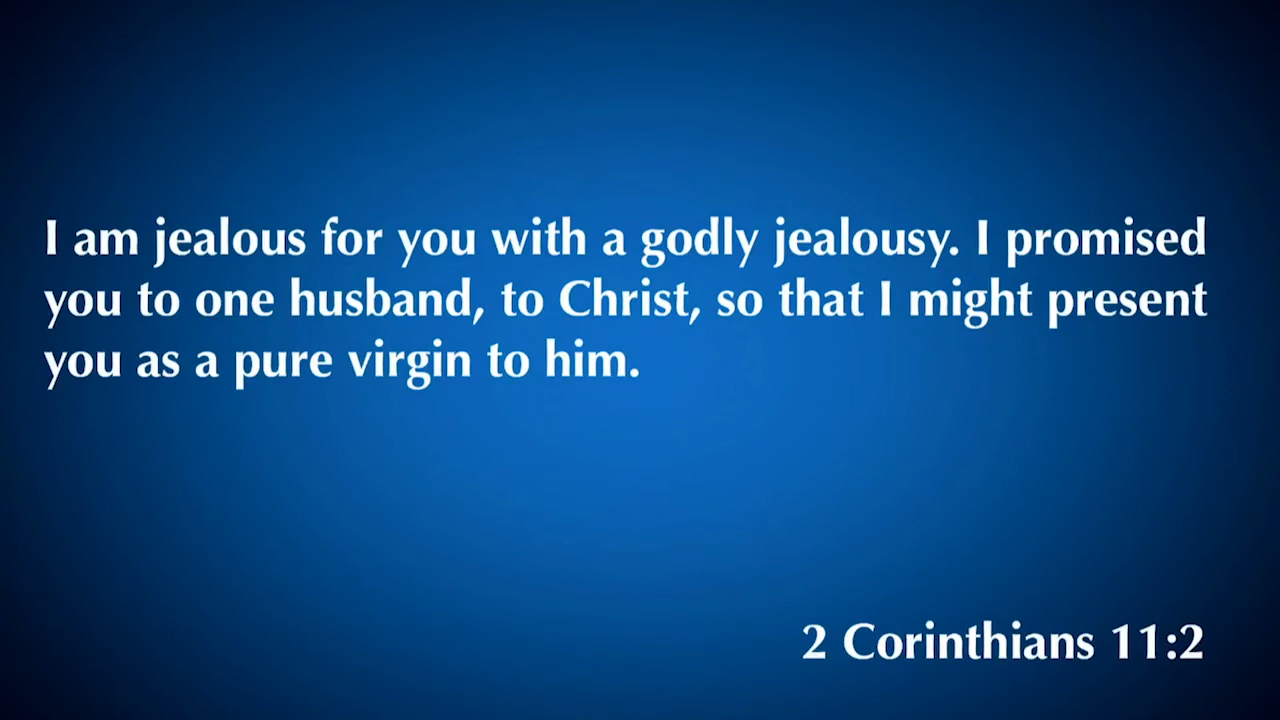 I am jealous for you with a godly jealousy. I promised
you to one husband, to Christ, so that I might present
you as a pure virgin to him.
2 Corinthians 11:2